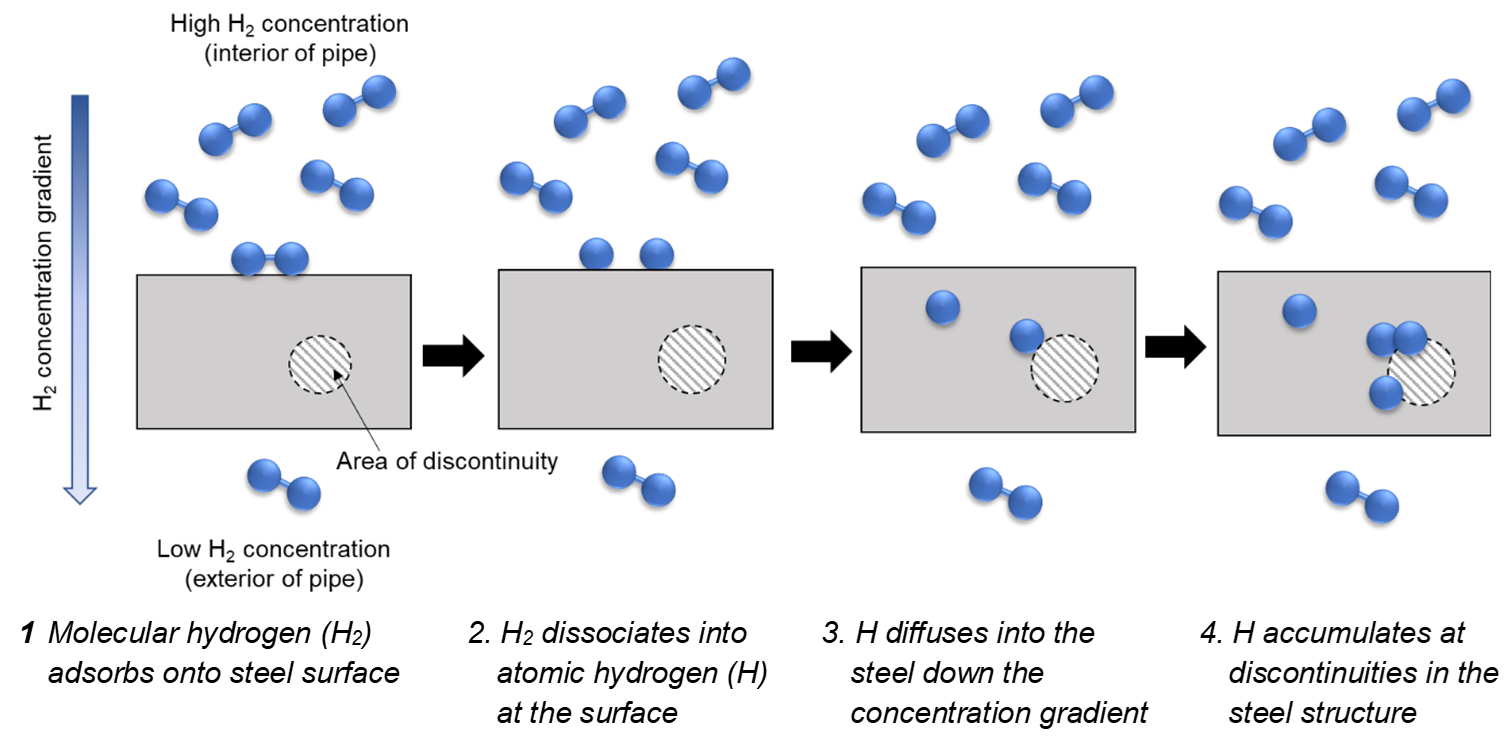 High H₂ concentration
(interior of pipe)
H₂ concentration gradient
Area of discontinuity
Low H₂ concentration
(exterior of pipe)
1 Molecular hydrogen (H₂)
adsorbs onto steel surface
2. H₂ dissociates into
atomic hydrogen (H)
at the surface
3. H diffuses into the
steel down the
concentration gradient
4. H accumulates at
discontinuities in the
steel structure